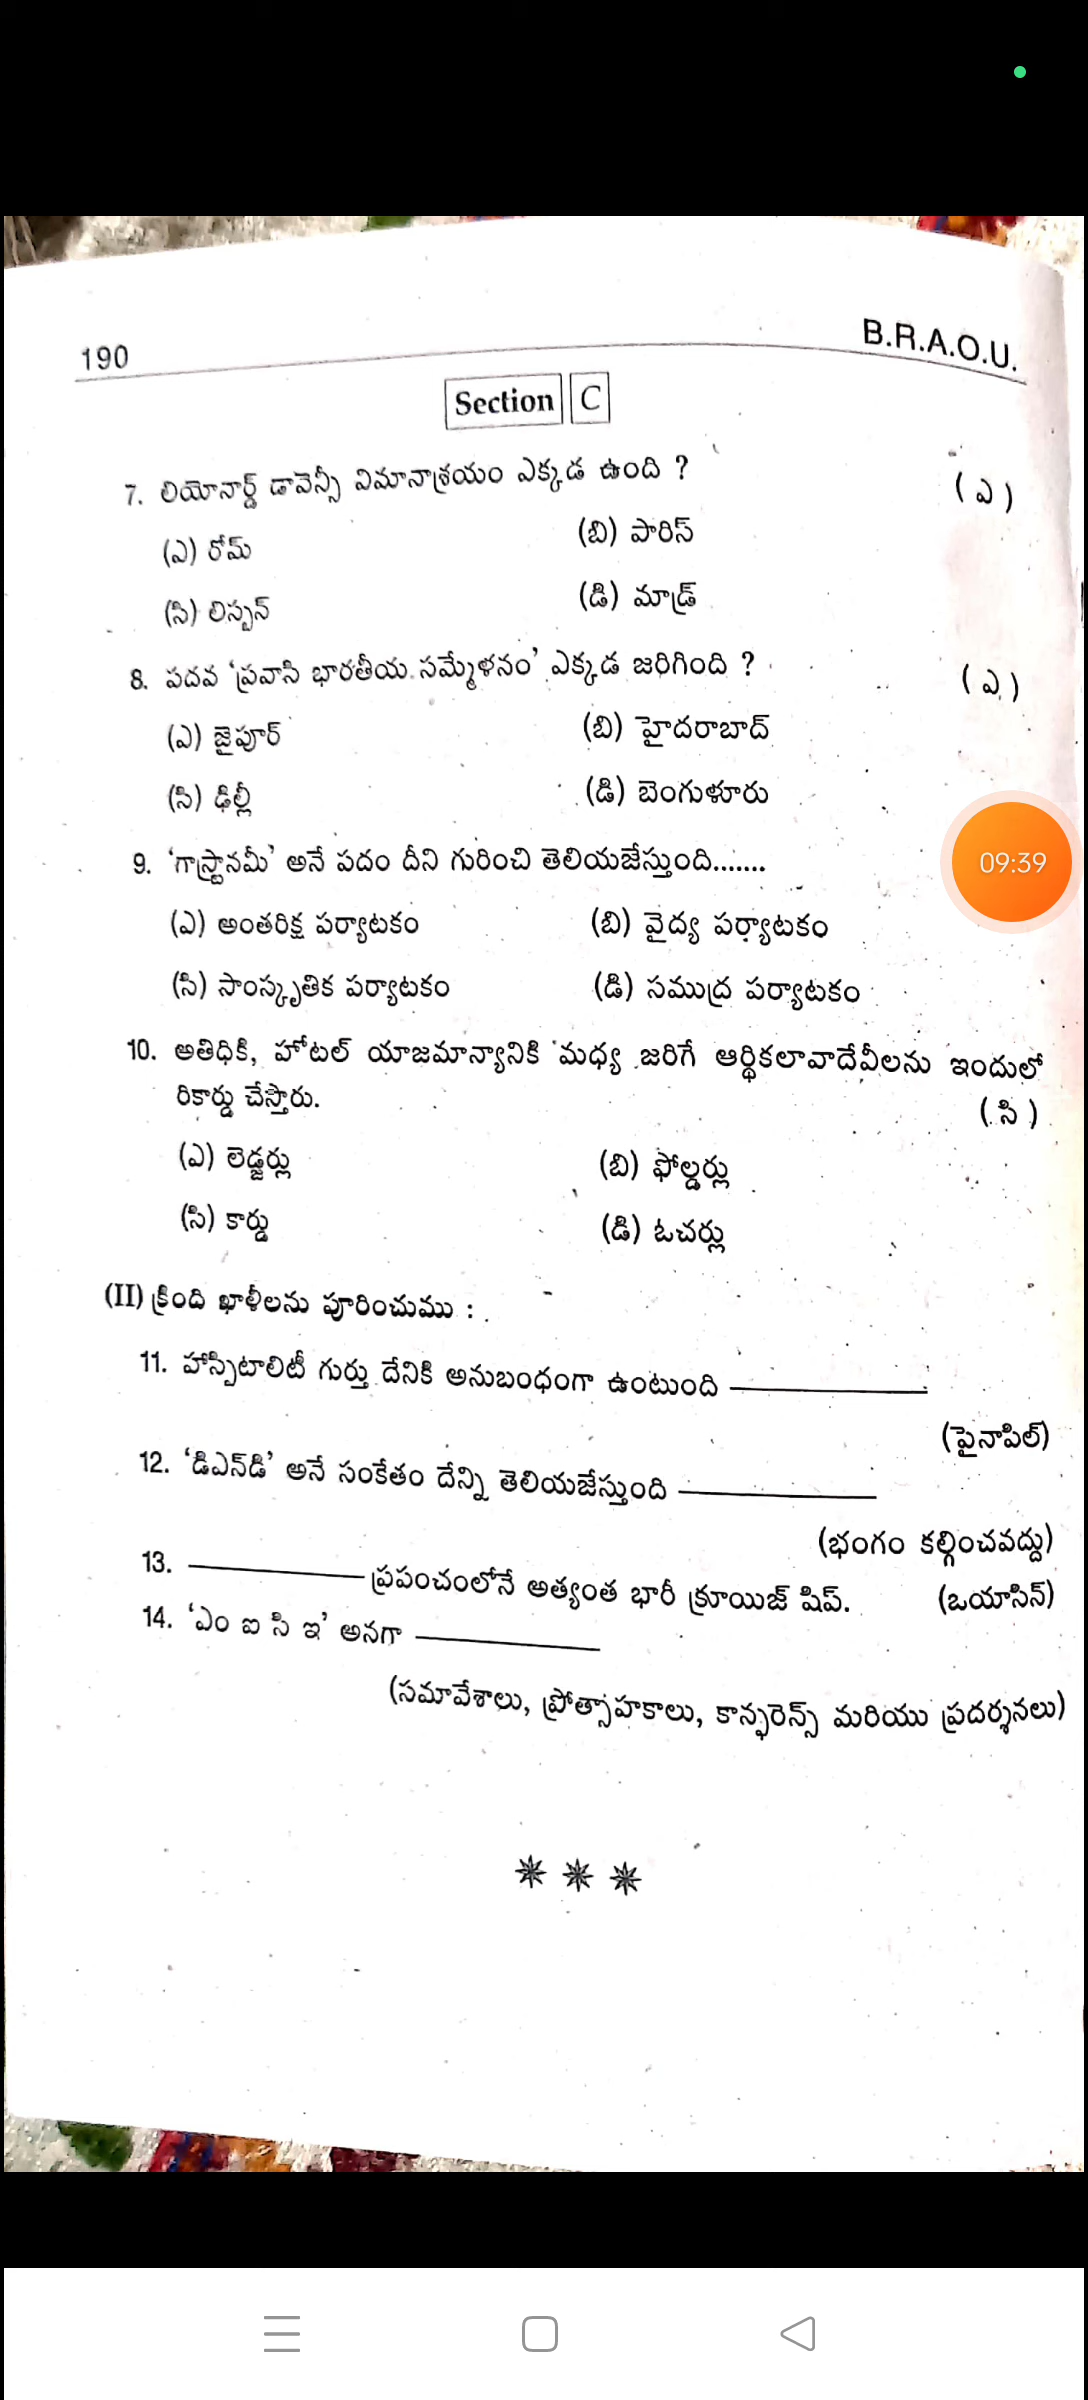 190
B.R.A.O.U.
Section C
7. లియోనార్డ్ డావెన్సీ విమానాశ్రయం ఎక్కడ ఉంది ?
( ఎ )
(ఎ) రోమ్
(బి) పారిస్
(సి) లిస్బన్
(డి) మాడ్రి్డ్
8. పదవ ‘ప్రవాసి భారతీయ సమ్మేళనం’ ఎక్కడ జరిగింది ?
( ఎ )
(ఎ) జైపూర్
(బి) హైదరాబాద్
(సి) ఢిల్లీ
(డి) బెంగుళూరు
9. ‘గాస్ట్రానమీ’ అనే పదం దీని గురించి తెలియజేస్తుంది.......
09:39
(ఎ) అంతరిక్ష పర్యాటకం
(బి) వైద్య పర్యాటకం
(సి) సాంస్కృతిక పర్యాటకం
(డి) సముద్ర పర్యాటకం
10. అతిధికి, హోటల్ యాజమాన్యానికి మధ్య జరిగే ఆర్థికలావాదేవీలను ఇందులో
రికార్డు చేస్తారు.
( సి )
(ఎ) లెడ్జర్లు
(బి) ఫోల్డర్లు
(సి) కార్డు
(డి) ఓచర్లు
(II) క్రింది ఖాళీలను పూరించుము :
11. హాస్పిటాలిటీ గుర్తు దేనికి అనుబంధంగా ఉంటుంది
(పైనాపిల్)
12. ‘డిఎన్‌డి’ అనే సంకేతం దేన్ని తెలియజేస్తుంది
(భంగం కల్గించవద్దు)
13. ప్రపంచంలోనే అత్యంత భారీ క్రూయిజ్ షిప్. (ఒయాసిస్)
14. ‘ఎం ఐ సి ఇ’ అనగా
(సమావేశాలు, ప్రోత్సాహకాలు, కాన్ఫరెన్స్ మరియు ప్రదర్శనలు)